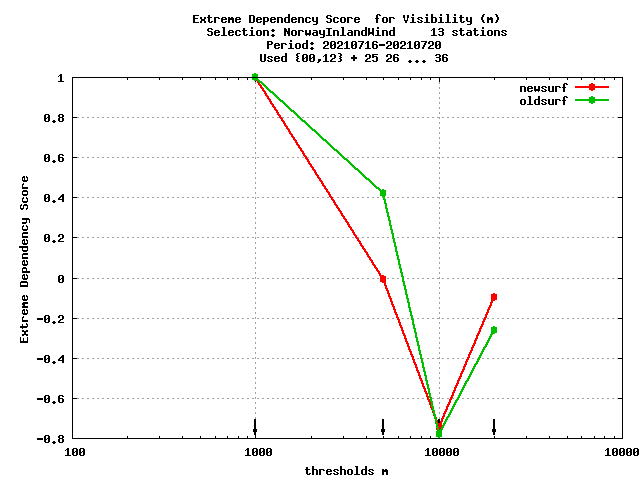 Extreme Dependency Score  for Visibility (m)
Selection: NorwayInlandWind     13 stations
Period: 20210716-20210720
Used {00,12} + 25 26 ... 36
newsurf
oldsurf
Extreme Dependency Score
1
0.8
0.6
0.4
0.2
0
-0.2
-0.4
-0.6
-0.8
100 1000 10000 10000
thresholds m